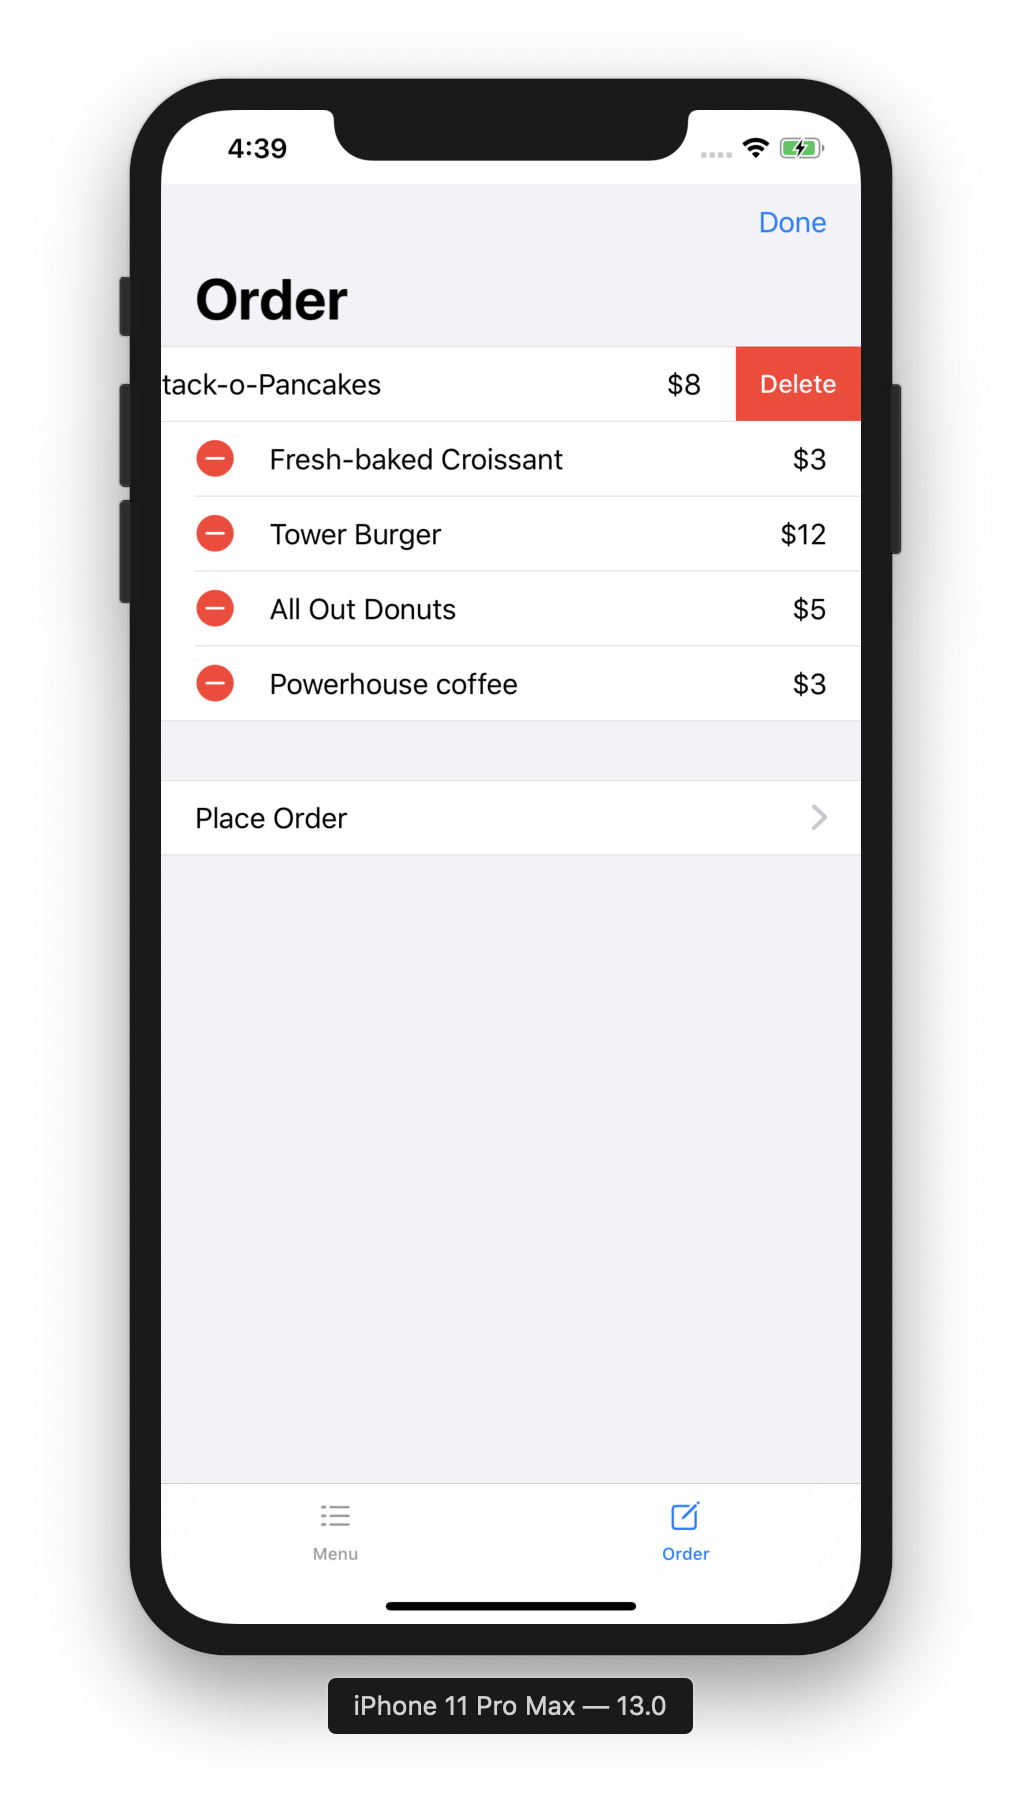 4:39
Done
Order
tack-o-Pancakes $8 Delete
Fresh-baked Croissant $3
Tower Burger $12
All Out Donuts $5
Powerhouse coffee $3
Place Order
Menu Order
iPhone 11 Pro Max — 13.0